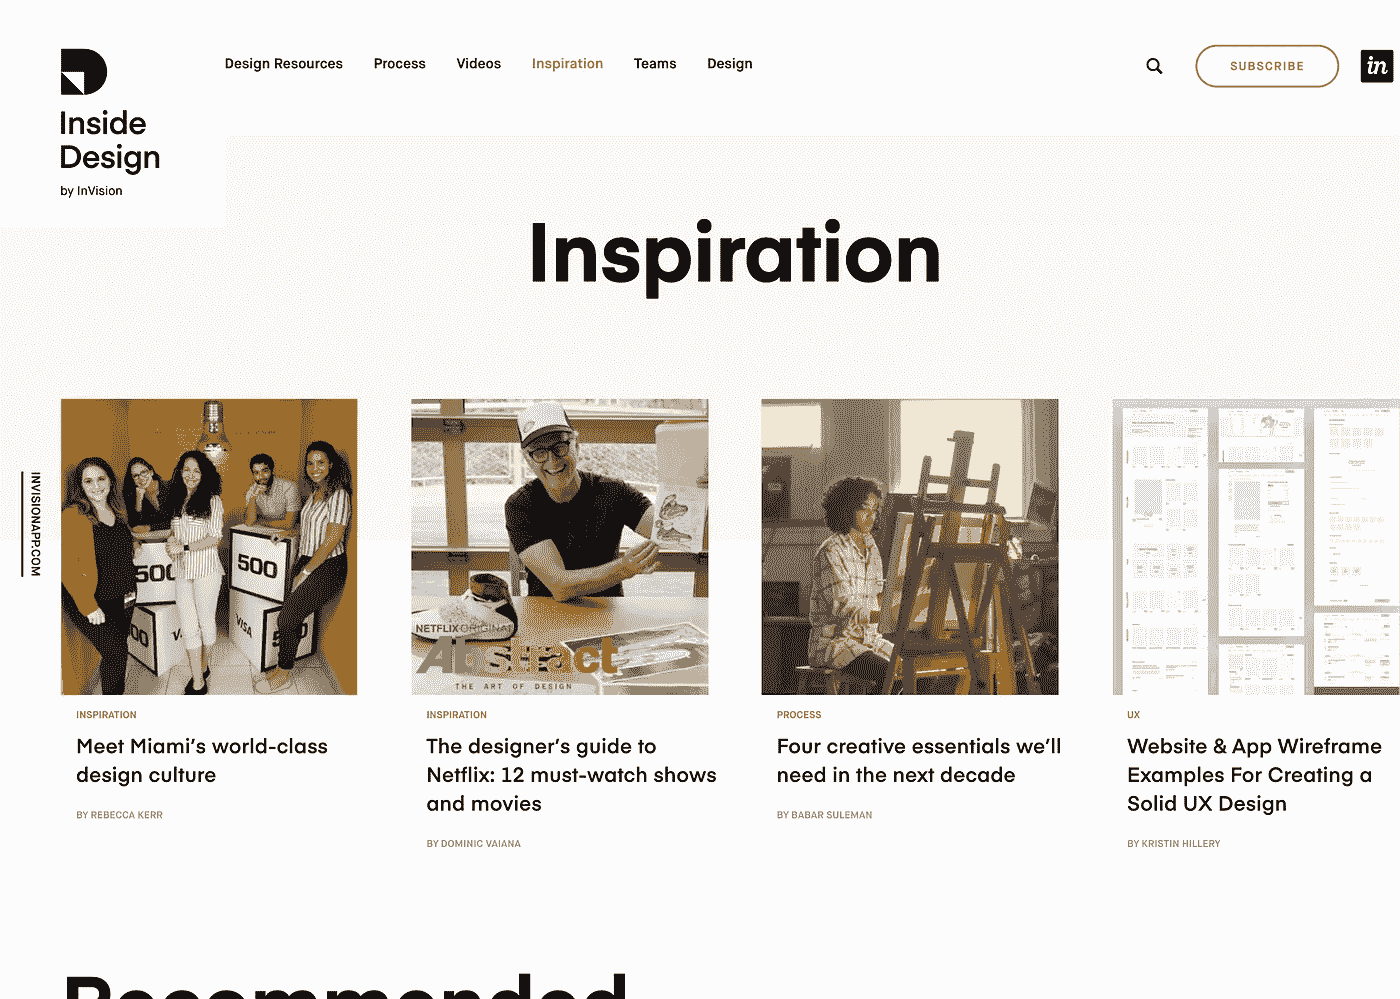 Inside
Design
by InVision
Design Resources
Process
Videos
Inspiration
Teams
Design
SUBSCRIBE
in
Inspiration
INVISIONAPP.COM
500
500
VISA
NETFLIX ORIGINAL
Abstract
THE ART OF DESIGN
INSPIRATION
Meet Miami's world-class
design culture
BY REBECCA KERR
INSPIRATION
The designer's guide to
Netflix: 12 must-watch shows
and movies
BY DOMINIC VAIANA
PROCESS
Four creative essentials we'll
need in the next decade
BY BABAR SULEMAN
UX
Website & App Wireframe
Examples For Creating a
Solid UX Design
BY KRISTIN HILLERY
Recommended